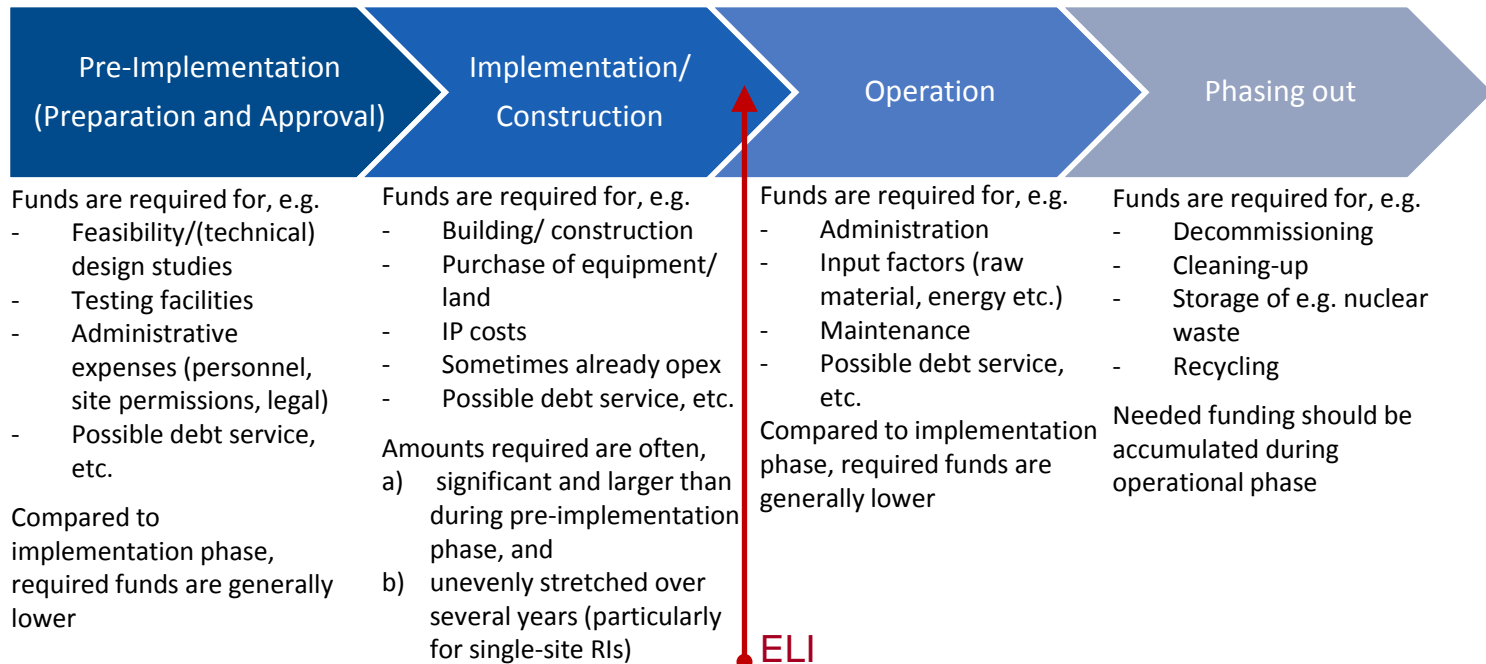 Pre-Implementation
(Preparation and Approval)
Implementation/
Construction
Operation
Phasing out
Funds are required for, e.g.
- Feasibility/(technical)
design studies
- Testing facilities
- Administrative
expenses (personnel,
site permissions, legal)
- Possible debt service,
etc.
Compared to
implementation phase,
required funds are generally
lower
Funds are required for, e.g.
- Building/ construction
- Purchase of equipment/
land
- IP costs
- Sometimes already opex
- Possible debt service, etc.
Amounts required are often,
a) significant and larger than
during pre-implementation
phase, and
b) unevenly stretched over
several years (particularly
for single-site RIs)
ELI
Funds are required for, e.g.
- Administration
- Input factors (raw
material, energy etc.)
- Maintenance
- Possible debt service,
etc.
Compared to implementation
phase, required funds are
generally lower
Funds are required for, e.g.
- Decommissioning
- Cleaning-up
- Storage of e.g. nuclear
waste
- Recycling
Needed funding should be
accumulated during
operational phase